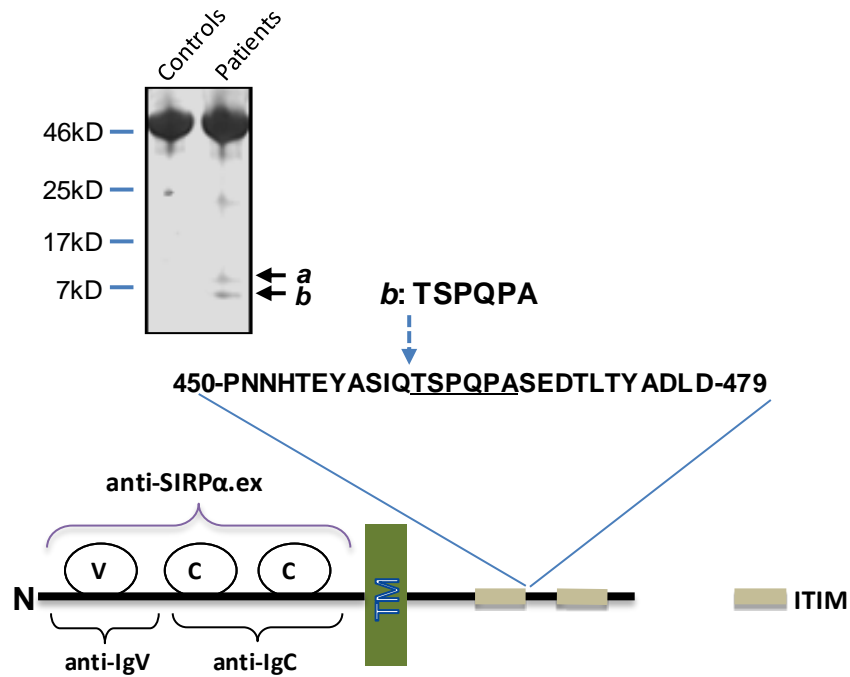 Controls
Patients
46kD
25kD
17kD
7kD
a
b
b: TSPQPA
450-PNNHTEYASIQTSPQPASEDTLTYADLD-479
anti-SIRPα.ex
V
C
C
N
TM
ITIM
anti-IgV
anti-IgC